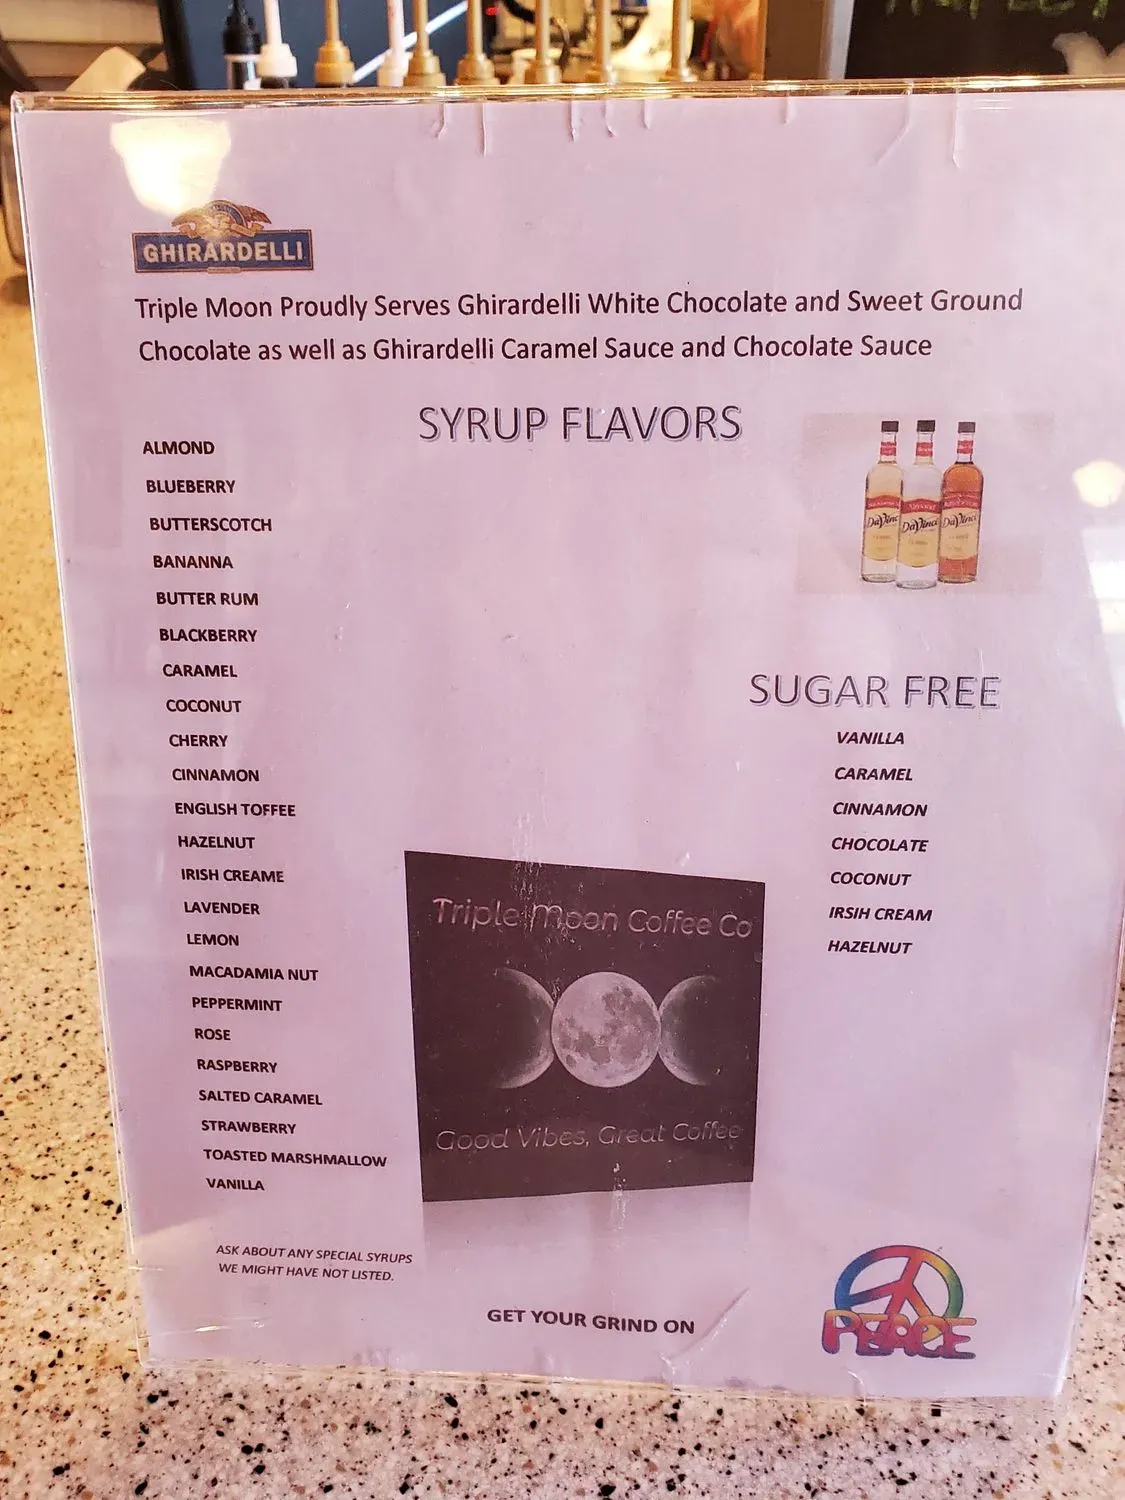 GHIRARDELLI
Triple Moon Proudly Serves Ghirardelli White Chocolate and Sweet Ground
Chocolate as well as Ghirardelli Caramel Sauce and Chocolate Sauce
SYRUP FLAVORS
ALMOND
BLUEBERRY
BUTTERSCOTCH
BANANNA
BUTTER RUM
BLACKBERRY
CARAMEL
COCONUT
CHERRY
CINNAMON
ENGLISH TOFFEE
HAZELNUT
IRISH CREAME
LAVENDER
LEMON
MACADAMIA NUT
PEPPERMINT
ROSE
RASPBERRY
SALTED CARAMEL
STRAWBERRY
TOASTED MARSHMALLOW
VANILLA
ASK ABOUT ANY SPECIAL SYRUPS
WE MIGHT HAVE NOT LISTED.
DaVinci DaVinci DaVinci
SUGAR FREE
VANILLA
CARAMEL
CINNAMON
CHOCOLATE
COCONUT
IRSIH CREAM
HAZELNUT
Triple Moon Coffee Co
Good Vibes, Great Coffee
GET YOUR GRIND ON
PEACE